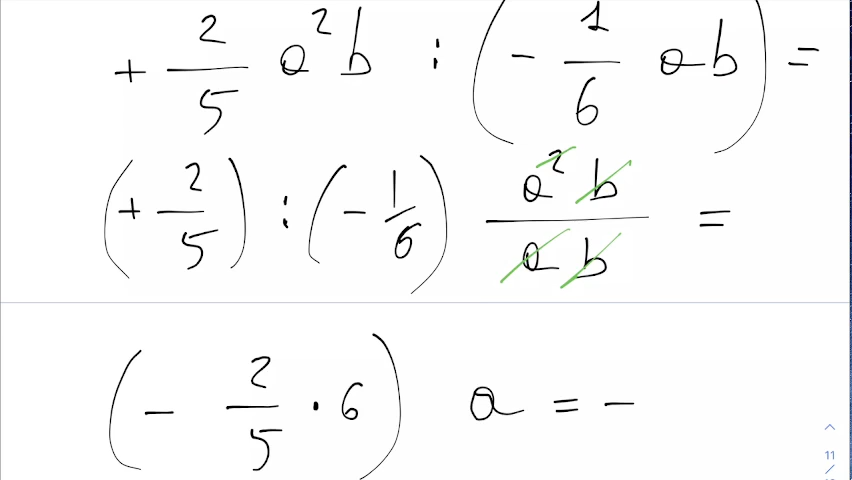 + 2/5 a²b : (- 1/6 ab) =
(+ 2/5) : (- 1/6) a²b/ab =
(- 2/5 · 6) a = -
11
/